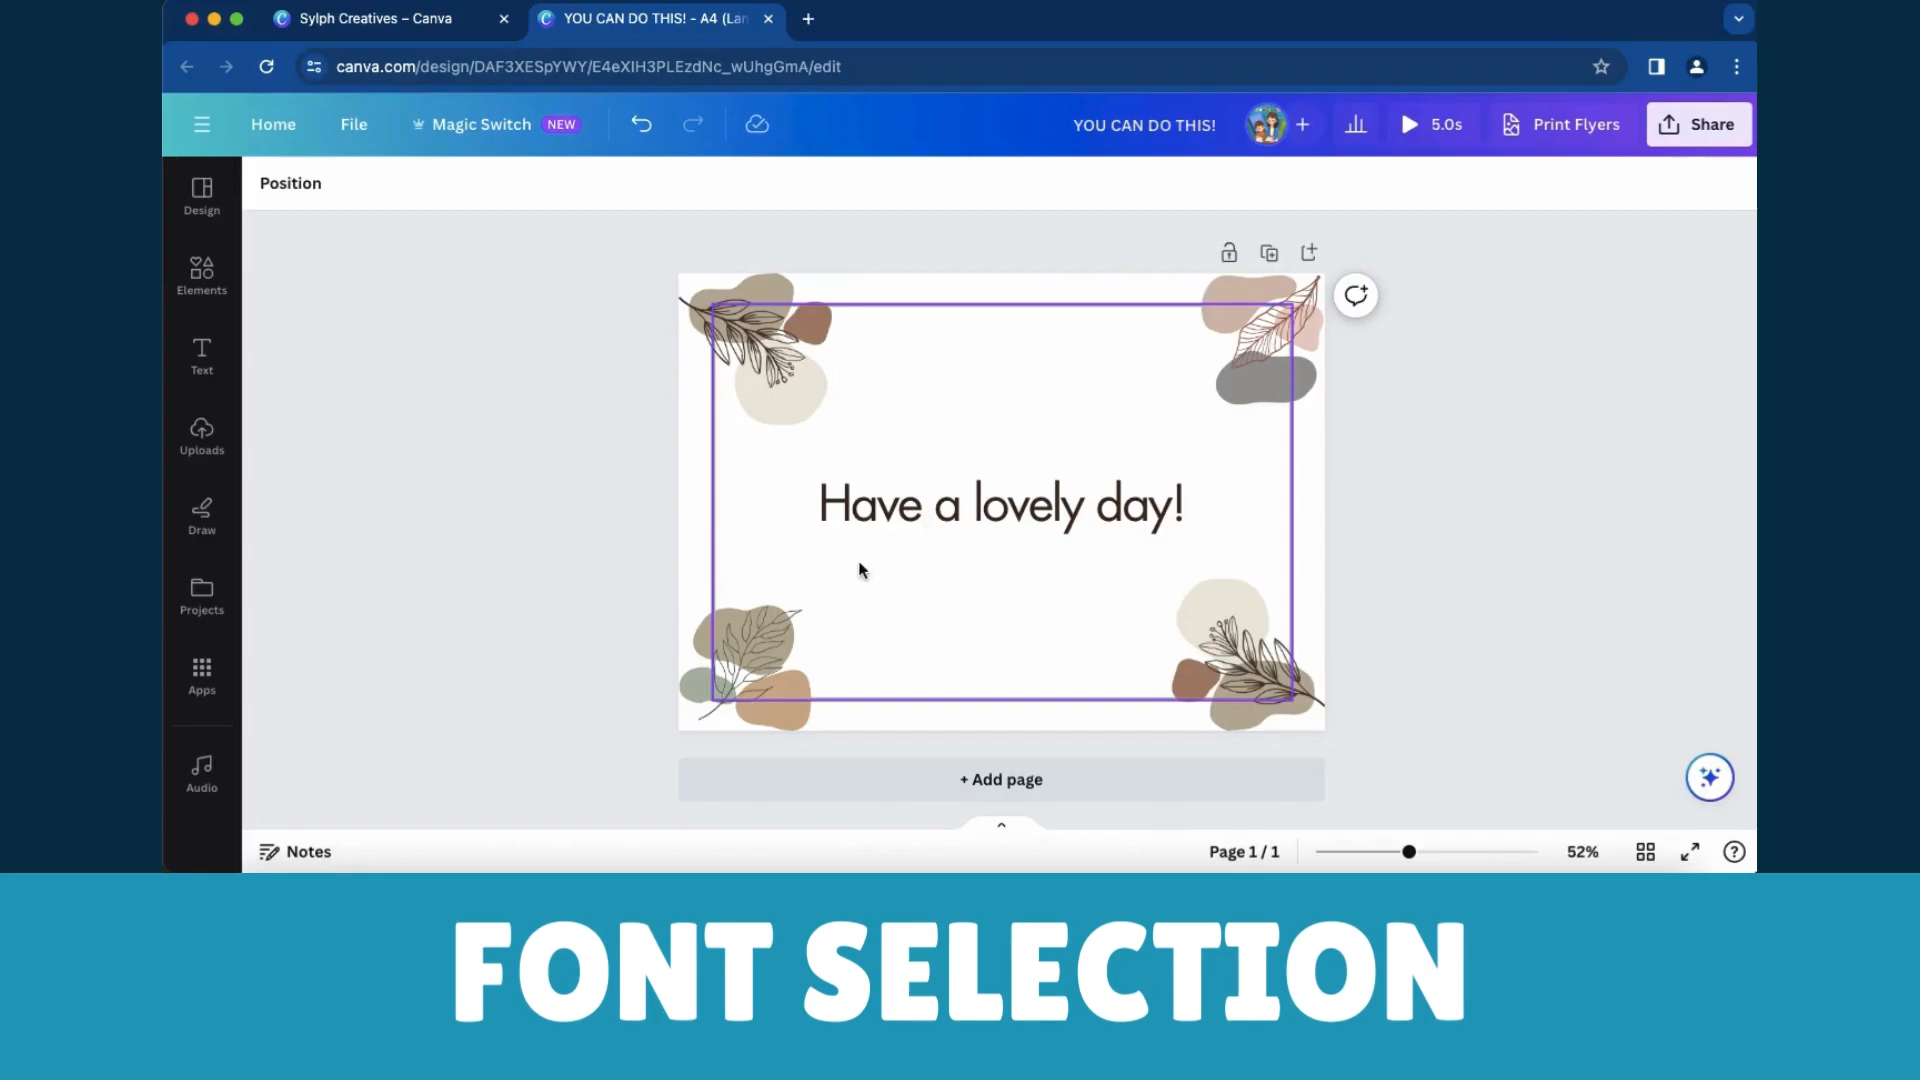 Sylph Creatives – Canva
YOU CAN DO THIS! - A4 (Lan
canva.com/design/DAF3XESpYWY/E4eXIH3PLEzdNc_wUhgGmA/edit
Home File Magic Switch NEW YOU CAN DO THIS! 5.0s Print Flyers Share
Position
Design
Elements
Text
Uploads
Draw
Projects
Apps
Audio
Have a lovely day!
+ Add page
Notes Page 1 / 1 52%
FONT SELECTION